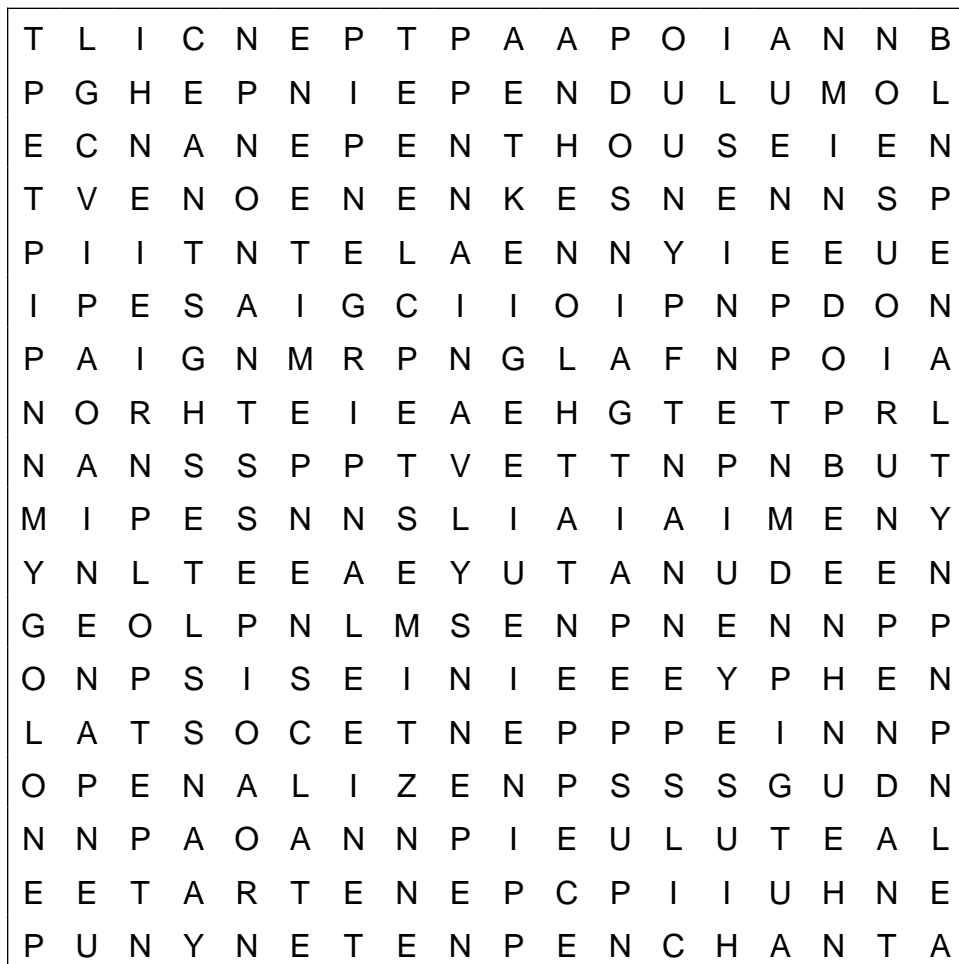 T L I C N E P T P A A P O I A N N B
P G H E P N I E P E N D U L U M O L
E C N A N E P E N T H O U S E I E N
T V E N O E N E N K E S N E N N S P
P I I T N T E L A E N N Y I E E U E
I P E S A I G C I I O I P N P D O N
P A I G N M R P N G L A F N P O I A
N O R H T E I E A E H G T E T P R L
N A N S S P P T V E T T N P N B U T
M I P E S N N S L I A I A I M E N Y
Y N L T E E A E Y U T A N U D E E N
G E O L P N L M S E N P N E N N P P
O N P S I S E I N I E E E Y P H E N
L A T S O C E T N E P P P E I N N P
O P E N A L I Z E N P S S S G U D N
N N P A O A N N P I E U L U T E A L
E E T A R T E N E P C P I I U H N E
P U N Y N E T E N P E N C H A N T A